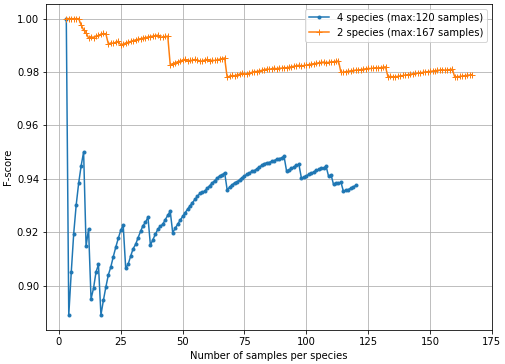 1.00
0.98
0.96
0.94
0.92
0.90
F-score
4 species (max:120 samples)
2 species (max:167 samples)
0 25 50 75 100 125 150 175
Number of samples per species